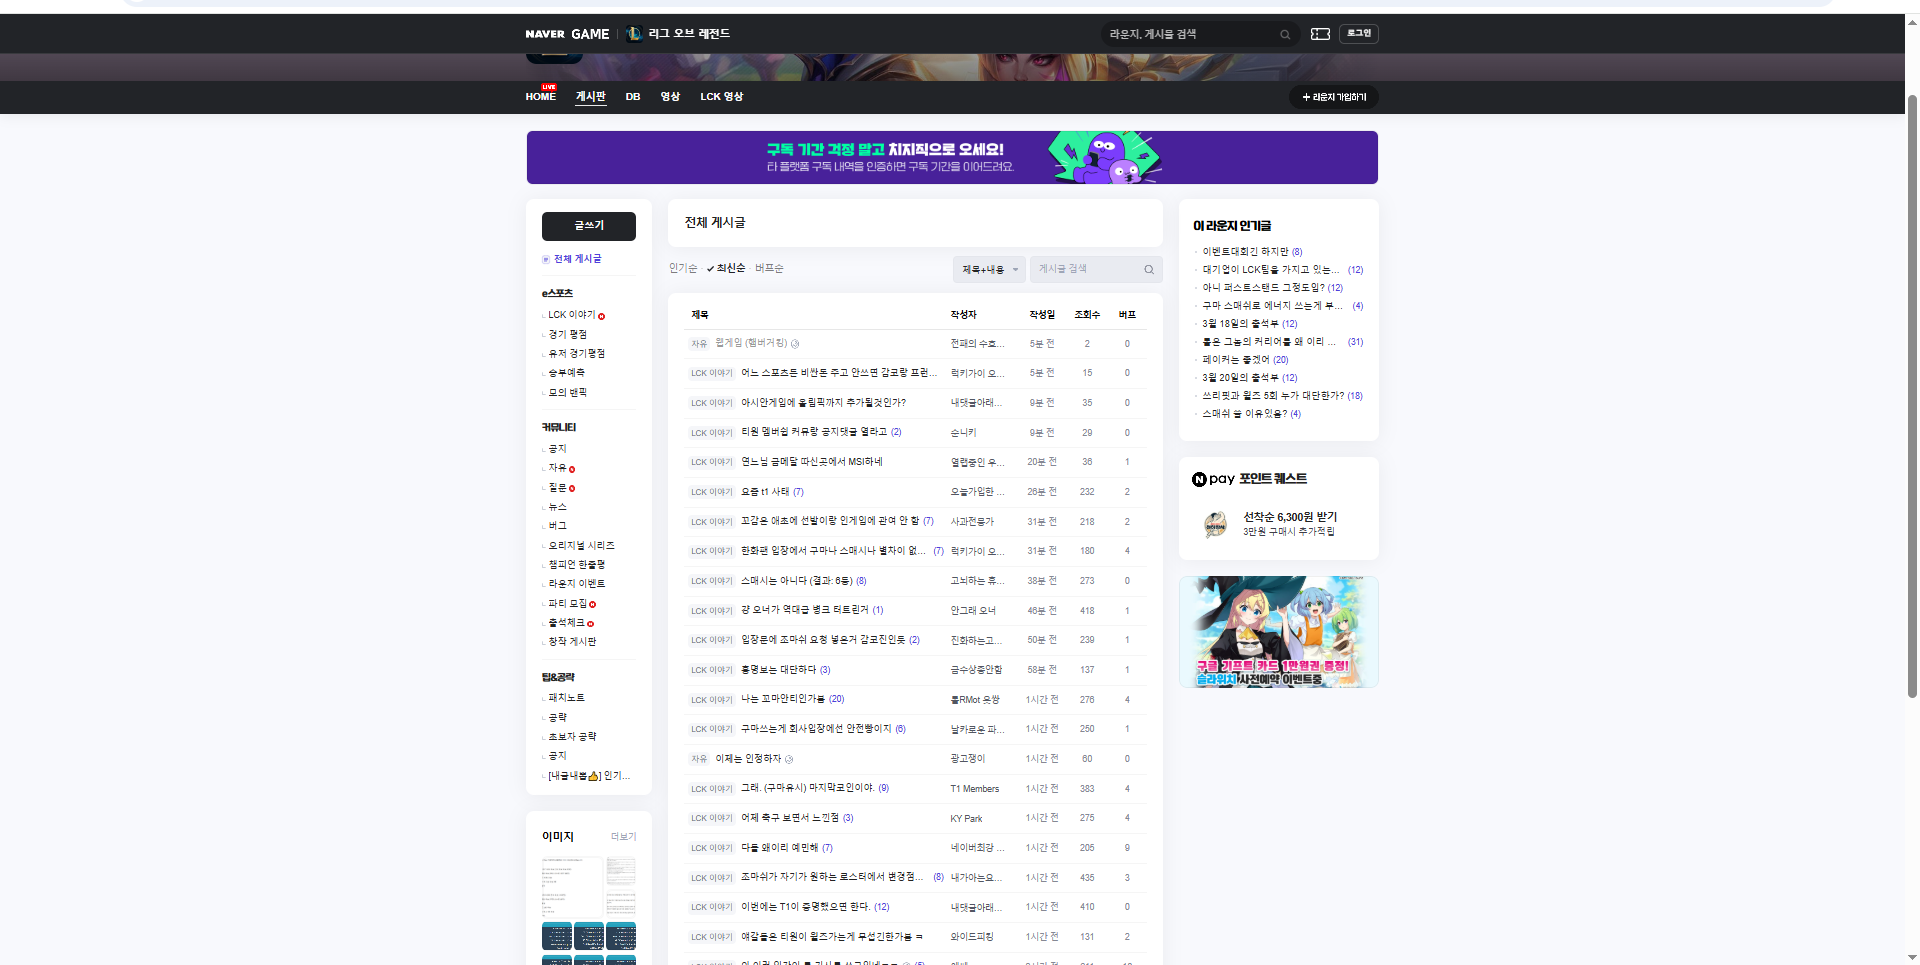 NAVER GAME
리그 오브 레전드
라운지, 게시물 검색
로그인
LIVE
HOME
게시판
DB
영상
LCK 영상
+ 라운지 가입하기
구독 기간 걱정 말고 치지직으로 오세요!
타 플랫폼 구독 내역을 인증하면 구독 기간을 이어드려요.
글쓰기
전체 게시글
e스포츠
LCK 이야기 N
경기 평점
유저 경기평점
승부예측
모의 밴픽
커뮤니티
공지
자유 N
질문 N
뉴스
버그
오리지널 시리즈
챔피언 한줄평
라운지 이벤트
파티 모집 N
출석체크 N
창작 게시판
팁&공략
패치노트
공략
초보자 공략
공지
[내글내뽑👍] 인기...
이미지
더보기
전체 게시글
인기순 · ✓최신순 · 버프순
제목+내용
게시글 검색
제목 작성자 작성일 조회수 버프
자유 웹게임 (햄버거킹) 전패의 수호... 5분 전 2 0
LCK 이야기 어느 스포츠든 비싼돈 주고 안쓰면 감코랑 프런... 럭키가이 오... 5분 전 15 0
LCK 이야기 아시안게임에 올림픽까지 추가될것인가? 내댓글아래... 9분 전 35 0
LCK 이야기 티원 멤버쉽 커뮤랑 공지댓글 열라고 (2) 순니키 9분 전 29 0
LCK 이야기 연느님 금메달 따신곳에서 MSI하네 열랩중인 우... 20분 전 36 1
LCK 이야기 요즘 t1 사태 (7) 오늘가입한 ... 26분 전 232 2
LCK 이야기 꼬감은 애초에 선발이랑 인게임에 관여 안 함 (7) 사과전문가 31분 전 218 2
LCK 이야기 한화팬 입장에서 구마나 스매시나 별차이 없... (7) 럭키가이 오... 31분 전 180 4
LCK 이야기 스매시는 아니다 (결과: 6등) (8) 고뇌하는 휴... 38분 전 273 0
LCK 이야기 걍 오너가 역대급 뱅크 터트린거 (1) 안그래 오너 46분 전 418 1
LCK 이야기 입장문에 조마쉬 요청 넣은거 감코진인듯 (2) 진화하는고... 50분 전 239 1
LCK 이야기 홍명보는 대단하다 (3) 금수상중안함 58분 전 137 1
LCK 이야기 나는 꼬마안티인가봄 (20) 롤RMot 옷짱 1시간 전 276 4
LCK 이야기 구마쓰는게 회사입장에선 안전빵이지 (6) 날카로운 파... 1시간 전 250 1
자유 이제는 인정하자 광고쟁이 1시간 전 60 0
LCK 이야기 그래. (구마유시) 마지막코인이야. (9) T1 Members 1시간 전 383 4
LCK 이야기 어제 축구 보면서 느낀점 (3) KY Park 1시간 전 275 4
LCK 이야기 다들 왜이리 예민해 (7) 네이버최강 ... 1시간 전 205 9
LCK 이야기 조마쉬가 자기가 원하는 로스터에서 변경점... (8) 내가아는요... 1시간 전 435 3
LCK 이야기 이번에는 T1이 증명했으면 한다. (12) 내댓글아래... 1시간 전 410 0
LCK 이야기 얘갈들은 티원이 월즈가는게 무섭긴한가봄 ㅋ 와이드피킹 1시간 전 131 2
이 라운지 인기글
이벤트대회긴 하지만 (8)
대기업이 LCK팀을 가지고 있는... (12)
아니 퍼스트스탠드 그정도임? (12)
구마 스매쉬로 에너지 쓰는게 부... (4)
3월 18일의 출석부 (12)
롤은 그놈의 커리어를 왜 이리 ... (31)
페이커는 좋겠어 (20)
3월 20일의 출석부 (12)
쓰리핏과 월즈 5회 누가 대단한가? (18)
스매쉬 쓸 이유있음? (4)
N pay 포인트 퀘스트
선착순 6,300원 받기
3만원 구매시 추가적립
구글 기프트 카드 1만원권 증정!
슬라위치 사전예약 이벤트중